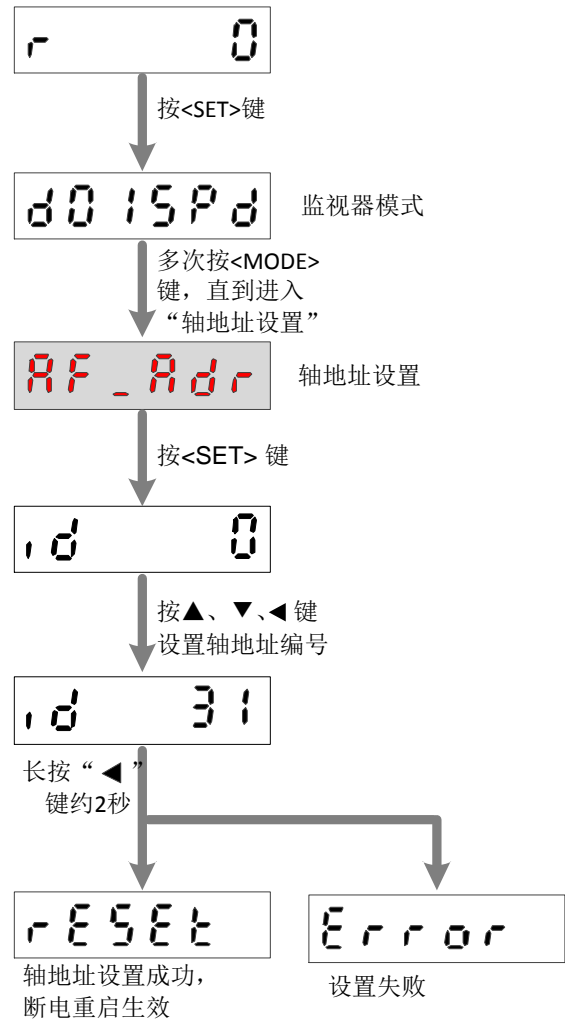 r 0
按<SET>键
d01SPd
监视器模式
多次按<MODE>
键，直到进入
“轴地址设置”
AF_Adr
轴地址设置
按<SET> 键
id 0
按▲、▼、◀ 键
设置轴地址编号
id 31
长按“ ◀ ”
键约2秒
rESEt
Error
轴地址设置成功，
断电重启生效
设置失败